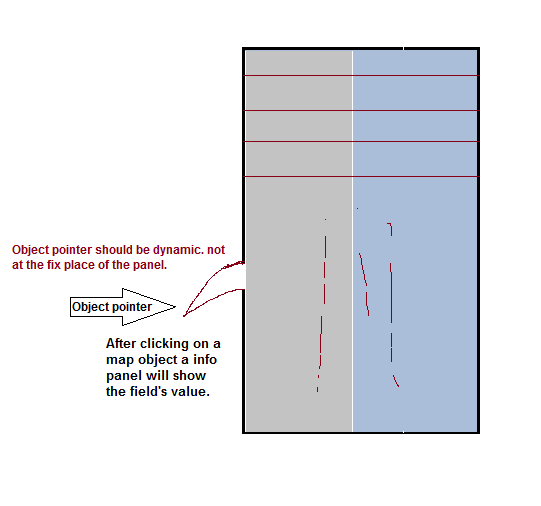 Object pointer should be dynamic. not
at the fix place of the panel.
Object pointer
After clicking on a
map object a info
panel will show
the field's value.